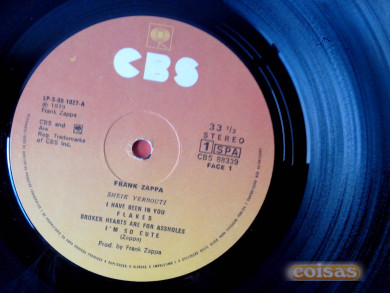 CBS
LP-S-55 1027-A
℗ 1979
Frank Zappa
CBS and
Are
Reg. Trademarks
of CBS Inc.
33 1/3
STEREO
1 SPA
CBS 88339
FACE 1
FRANK ZAPPA
SHEIK YERBOUTI
I HAVE BEEN IN YOU
FLAKES
BROKEN HEARTS ARE FOR ASSHOLES
I'M SO CUTE
(Zappa)
Prod. by Frank Zappa
coisas